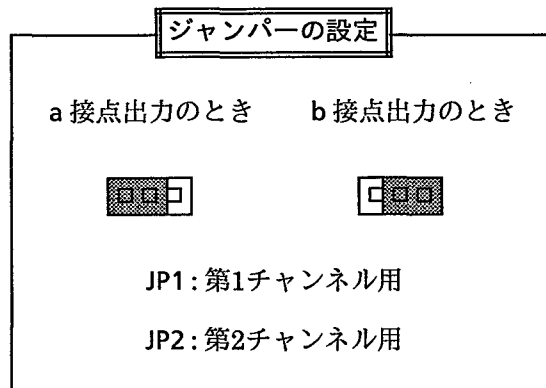 ジャンパーの設定
a 接点出力のとき
b 接点出力のとき
JP1 : 第1チャンネル用
JP2 : 第2チャンネル用